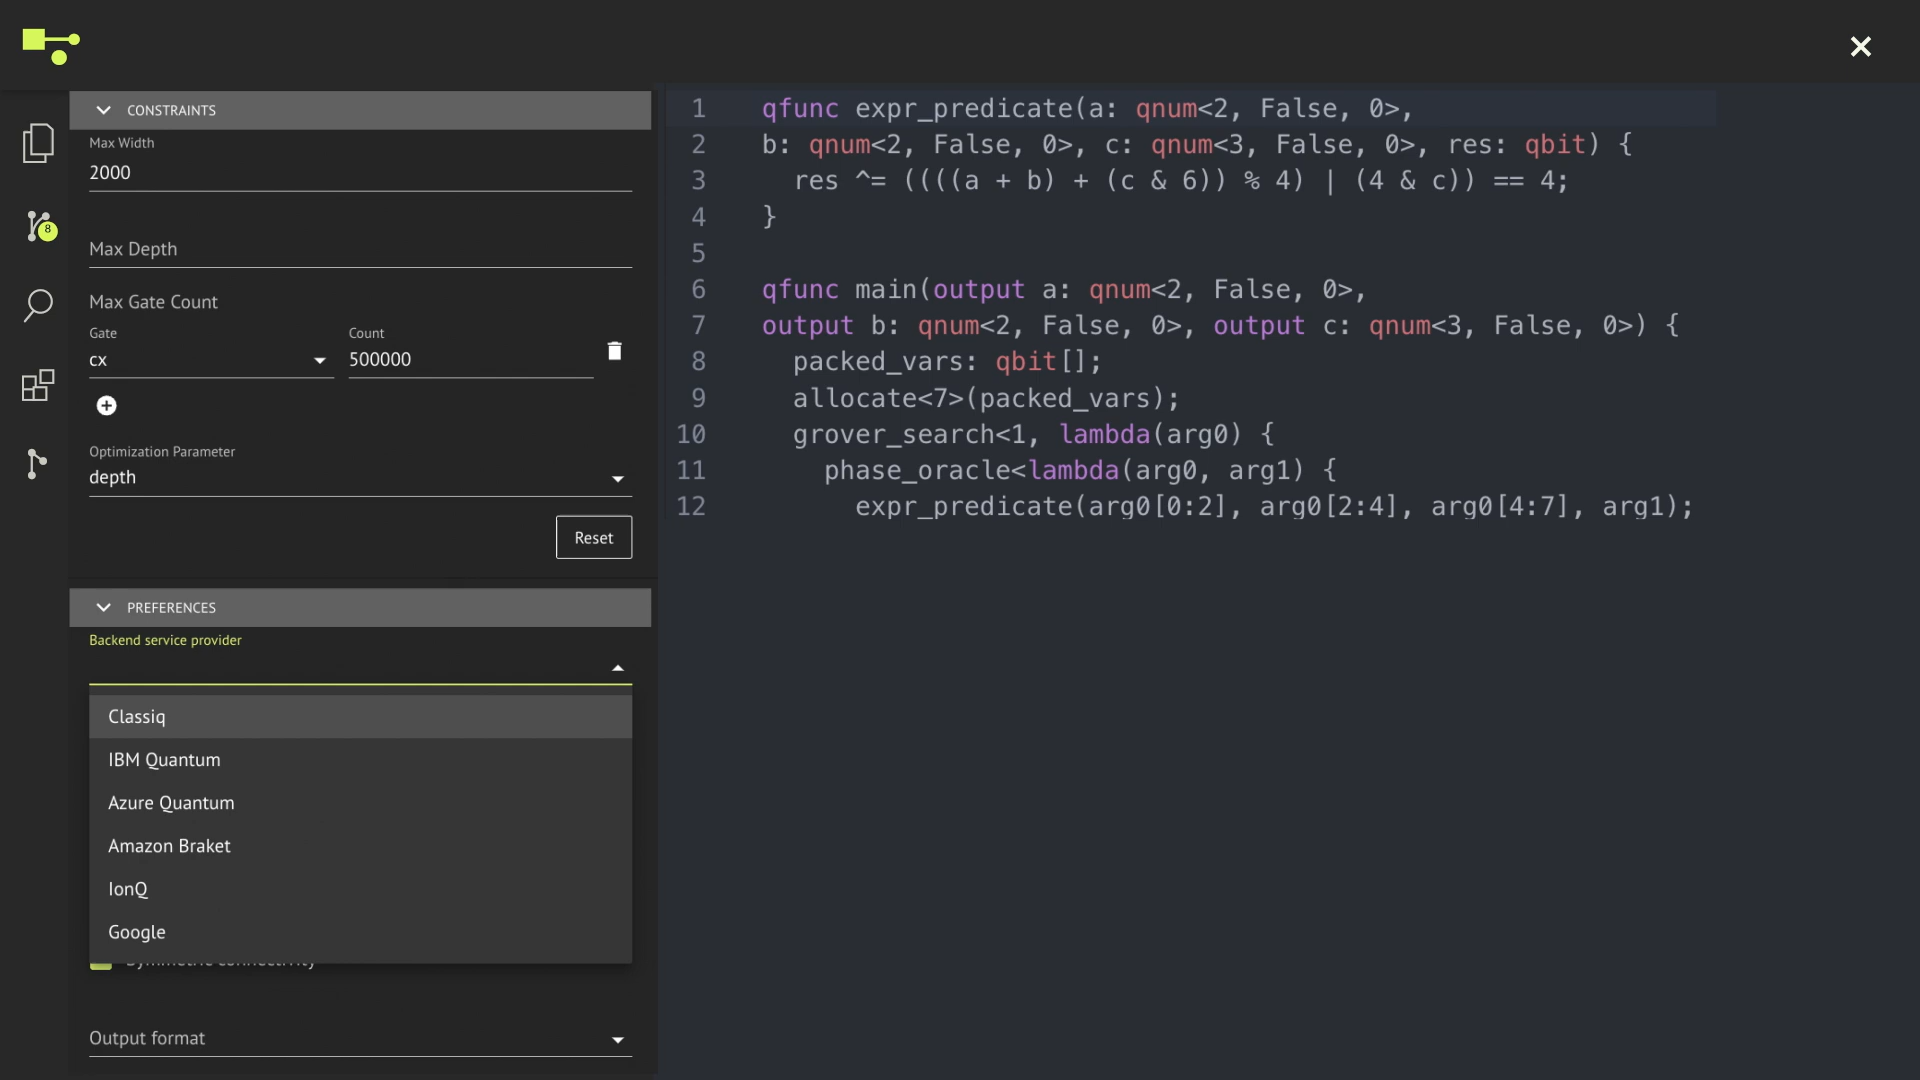 8
CONSTRAINTS
Max Width
2000
Max Depth
Max Gate Count
Gate
Count
cx
500000
Optimization Parameter
depth
Reset
PREFERENCES
Backend service provider
Classiq
IBM Quantum
Azure Quantum
Amazon Braket
IonQ
Google
Symmetric connectivity
Output format
1 qfunc expr_predicate(a: qnum<2, False, 0>,
2 b: qnum<2, False, 0>, c: qnum<3, False, 0>, res: qbit) {
3 res ^= ((((a + b) + (c & 6)) % 4) | (4 & c)) == 4;
4 }
5
6 qfunc main(output a: qnum<2, False, 0>,
7 output b: qnum<2, False, 0>, output c: qnum<3, False, 0>) {
8 packed_vars: qbit[];
9 allocate<7>(packed_vars);
10 grover_search<1, lambda(arg0) {
11 phase_oracle<lambda(arg0, arg1) {
12 expr_predicate(arg0[0:2], arg0[2:4], arg0[4:7], arg1);